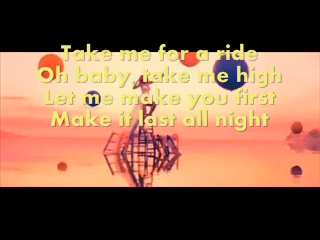 Take me for a ride
Oh baby, take me high
Let me make you first
Make it last all night